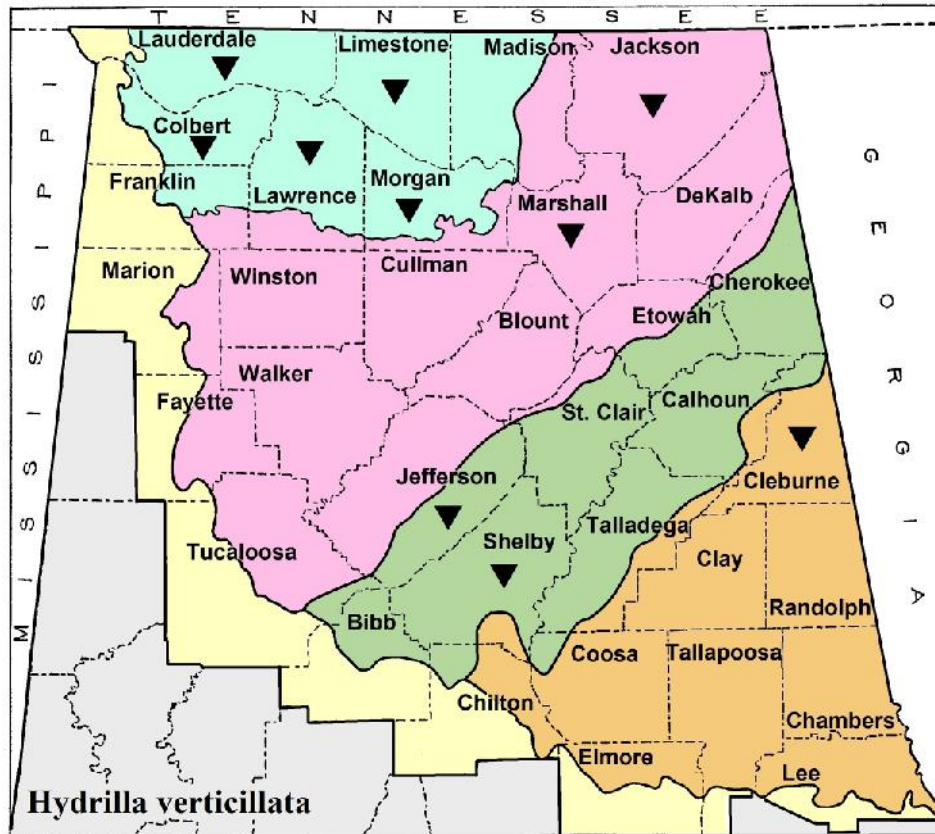 TENNESSEE
Lauderdale Limestone Madison Jackson
Colbert
Franklin Lawrence Morgan Marshall DeKalb
Marion Winston Cullman Cherokee
Blount Etowah
Walker
Fayette St. Clair Calhoun
Jefferson Cleburne
Tucaloosa Shelby Talladega
Clay
Bibb Randolph
Coosa Tallapoosa
Chilton Chambers
Elmore
Lee
MISSISSIPPI
GEORGIA
Hydrilla verticillata